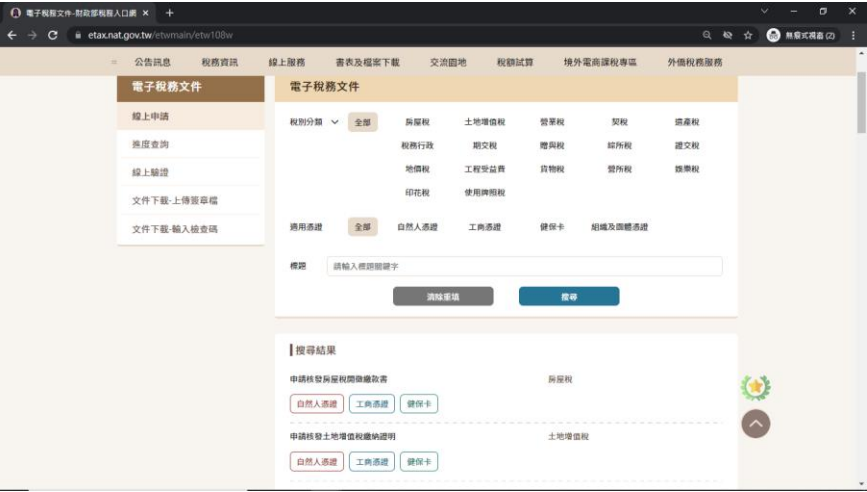 電子稅務文件-財政部稅務入口網
etax.nat.gov.tw/etwmain/etw108w
無痕式視窗 (2)
公告訊息 稅務資訊 線上服務 書表及檔案下載 交流園地 稅額試算 境外電商課稅專區 外僑稅務服務
電子稅務文件
線上申請
進度查詢
線上驗證
文件下載-上傳簽章檔
文件下載-輸入檢查碼
電子稅務文件
稅別分類 全部 房屋稅 土地增值稅 營業稅 契稅 遺產稅
稅務行政 期交稅 贈與稅 綜所稅 證交稅
地價稅 工程受益費 貨物稅 營所稅 娛樂稅
印花稅 使用牌照稅
適用憑證 全部 自然人憑證 工商憑證 健保卡 組織及團體憑證
標題 請輸入標題關鍵字
清除重填 搜尋
搜尋結果
申請核發房屋稅開徵繳款書 房屋稅
自然人憑證 工商憑證 健保卡
申請核發土地增值稅繳納證明 土地增值稅
自然人憑證 工商憑證 健保卡